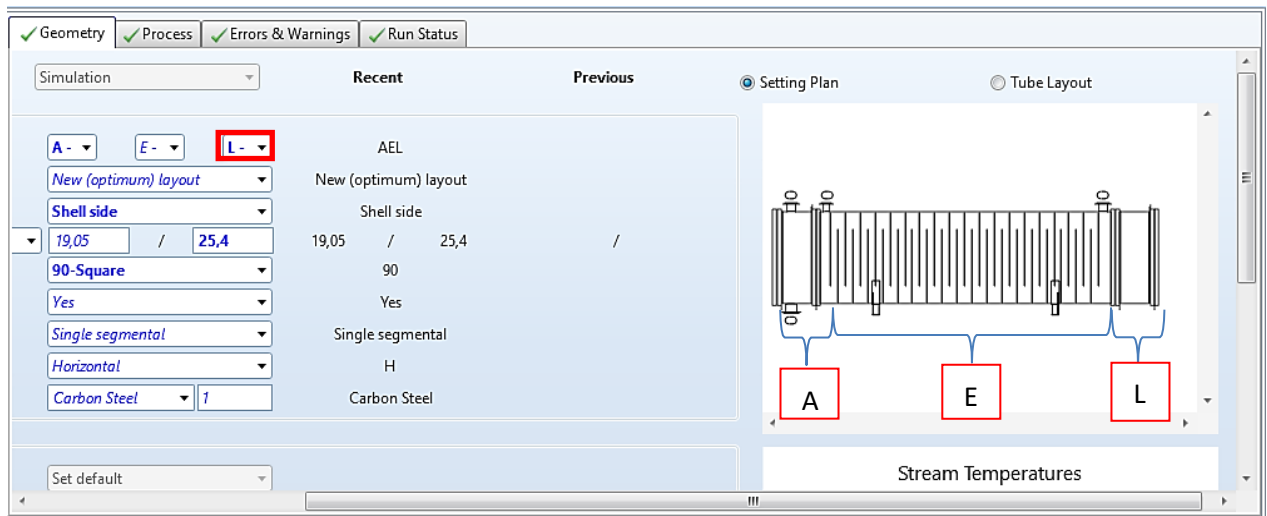 Geometry Process Errors & Warnings Run Status
Simulation Recent Previous Setting Plan Tube Layout
A - E - L - AEL
New (optimum) layout New (optimum) layout
Shell side Shell side
19,05 / 25,4 19,05 / 25,4 /
90-Square 90
Yes Yes
Single segmental Single segmental
Horizontal H
Carbon Steel 1 Carbon Steel
A E L
Set default Stream Temperatures